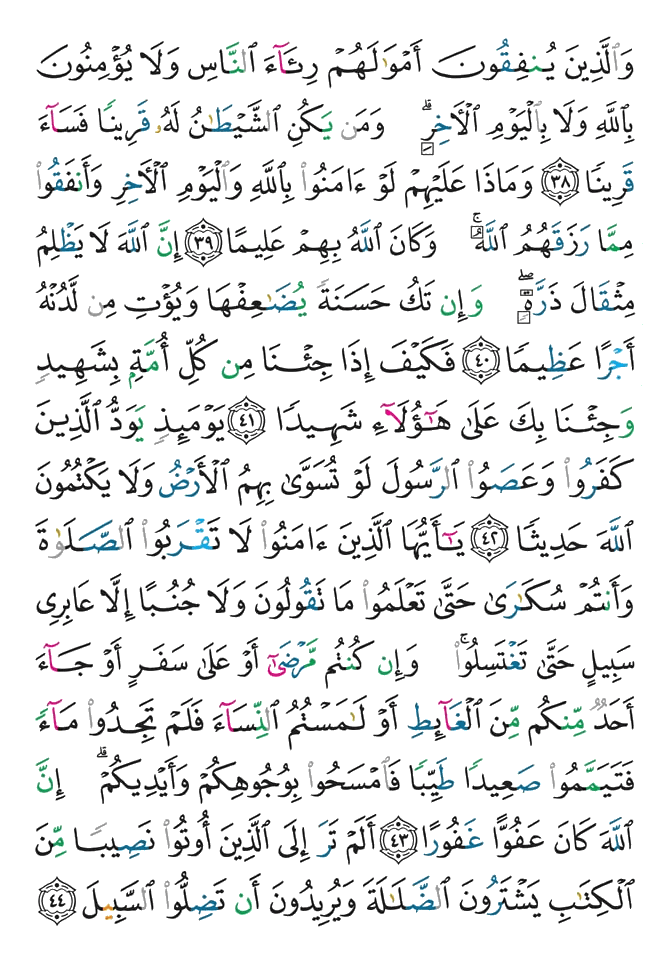 وَٱلَّذِينَ يُنفِقُونَ أَمْوَٰلَهُمْ رِئَآءَ ٱلنَّاسِ وَلَا يُؤْمِنُونَ
بِٱللَّهِ وَلَا بِٱلْيَوْمِ ٱلْأَخِرِ ۗ وَمَن يَكُنِ ٱلشَّيْطَٰنُ لَهُۥ قَرِينًا فَسَآءَ
قَرِينًا ٣٨ وَمَاذَا عَلَيْهِمْ لَوْ ءَامَنُوا۟ بِٱللَّهِ وَٱلْيَوْمِ ٱلْأَخِرِ وَأَنفَقُوا۟
مِمَّا رَزَقَهُمُ ٱللَّهُ ۚ وَكَانَ ٱللَّهُ بِهِمْ عَلِيمًا ٣٩ إِنَّ ٱللَّهَ لَا يَظْلِمُ
مِثْقَالَ ذَرَّةٍ ۖ وَإِن تَكُ حَسَنَةً يُضَٰعِفْهَا وَيُؤْتِ مِن لَّدُنْهُ
أَجْرًا عَظِيمًا ٤٠ فَكَيْفَ إِذَا جِئْنَا مِن كُلِّ أُمَّةٍۭ بِشَهِيدٍ
وَجِئْنَا بِكَ عَلَىٰ هَٰٓؤُلَآءِ شَهِيدًا ٤١ يَوْمَئِذٍ يَوَدُّ ٱلَّذِينَ
كَفَرُوا۟ وَعَصَوُا۟ ٱلرَّسُولَ لَوْ تُسَوَّىٰ بِهِمُ ٱلْأَرْضُ وَلَا يَكْتُمُونَ
ٱللَّهَ حَدِيثًا ٤٢ يَٰٓأَيُّهَا ٱلَّذِينَ ءَامَنُوا۟ لَا تَقْرَبُوا۟ ٱلصَّلَوٰةَ
وَأَنتُمْ سُكَٰرَىٰ حَتَّىٰ تَعْلَمُوا۟ مَا تَقُولُونَ وَلَا جُنُبًا إِلَّا عَابِرِى
سَبِيلٍ حَتَّىٰ تَغْتَسِلُوا۟ ۚ وَإِن كُنتُم مَّرْضَىٰٓ أَوْ عَلَىٰ سَفَرٍ أَوْ جَآءَ
أَحَدٌ مِّنكُم مِّنَ ٱلْغَآئِطِ أَوْ لَٰمَسْتُمُ ٱلنِّسَآءَ فَلَمْ تَجِدُوا۟ مَآءً
فَتَيَمَّمُوا۟ صَعِيدًا طَيِّبًا فَٱمْسَحُوا۟ بِوُجُوهِكُمْ وَأَيْدِيكُمْ ۗ إِنَّ
ٱللَّهَ كَانَ عَفُوًّا غَفُورًا ٤٣ أَلَمْ تَرَ إِلَى ٱلَّذِينَ أُوتُوا۟ نَصِيبًا مِّنَ
ٱلْكِتَٰبِ يَشْتَرُونَ ٱلضَّلَٰلَةَ وَيُرِيدُونَ أَن تَضِلُّوا۟ ٱلسَّبِيلَ ٤٤